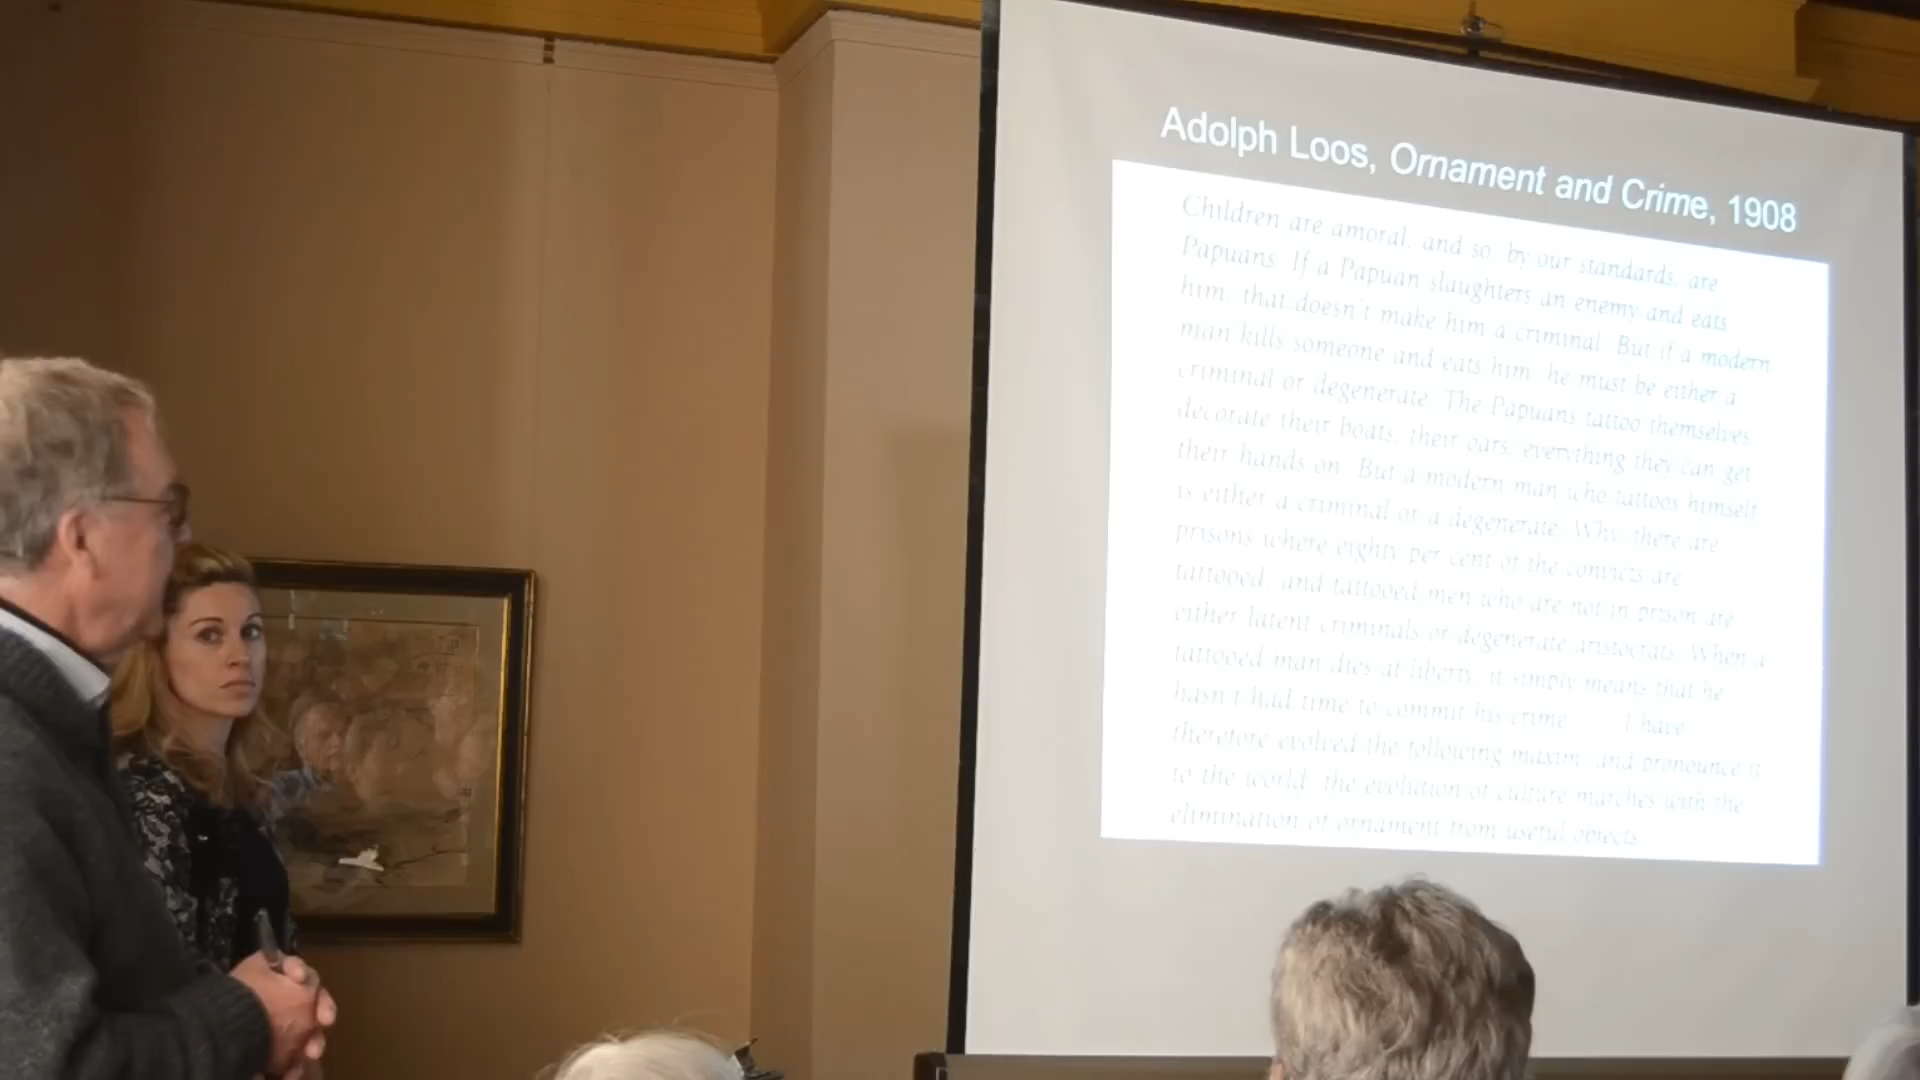 Adolph Loos, Ornament and Crime, 1908
Children are amoral, and so, by our standards, are
Papuans. If a Papuan slaughters an enemy and eats
him, that doesn't make him a criminal. But if a modern
man kills someone and eats him, he must be either a
criminal or degenerate. The Papuans tattoo themselves,
decorate their boats, their oars, everything they can get
their hands on. But a modern man who tattoos himself
is either a criminal or a degenerate. Why, there are
prisons where eighty per cent of the convicts are
tattooed, and tattooed men who are not in prison are
either latent criminals or degenerate aristocrats. When a
tattooed man dies at liberty, it simply means that he
hasn't had time to commit his crime I have
therefore evolved the following maxim, and pronounce it
to the world: the evolution of culture marches with the
elimination of ornament from useful objects.